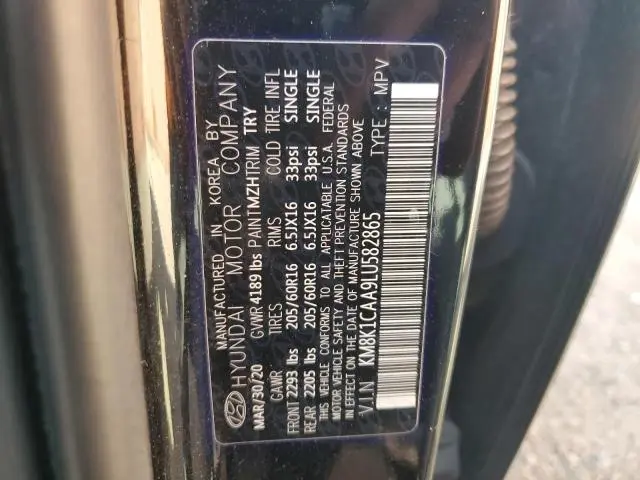 MANUFACTURED IN KOREA BY
HYUNDAI MOTOR COMPANY
MAR/30/20 GVWR 4189 lbs PAINT MZH TRIM TRY
GAWR TIRES RIMS COLD TIRE INFL
FRONT 2293 lbs 205/60R16 6.5JX16 33psi SINGLE
REAR 2205 lbs 205/60R16 6.5JX16 33psi SINGLE
THIS VEHICLE CONFORMS TO ALL APPLICABLE U.S.A. FEDERAL
MOTOR VEHICLE SAFETY AND THEFT PREVENTION STANDARDS
IN EFFECT ON THE DATE OF MANUFACTURE SHOWN ABOVE
V.I.N KM8K1CAA9LU582865 TYPE : MPV